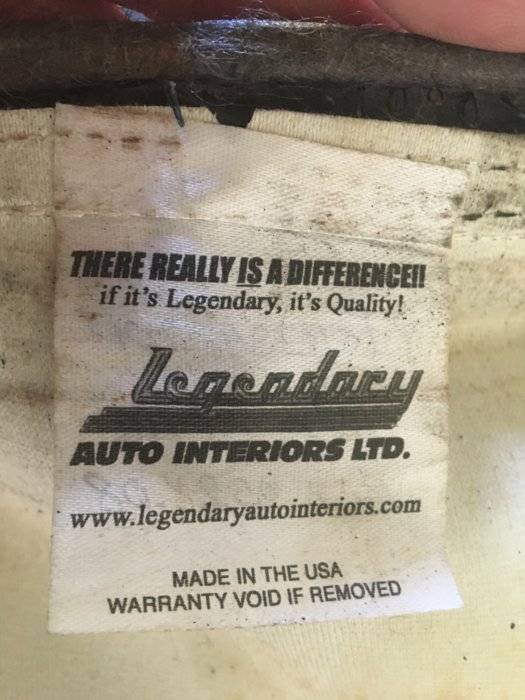 THERE REALLY IS A DIFFERENCE!!
if it's Legendary, it's Quality!
Legendary
AUTO INTERIORS LTD.
www.legendaryautointeriors.com
MADE IN THE USA
WARRANTY VOID IF REMOVED